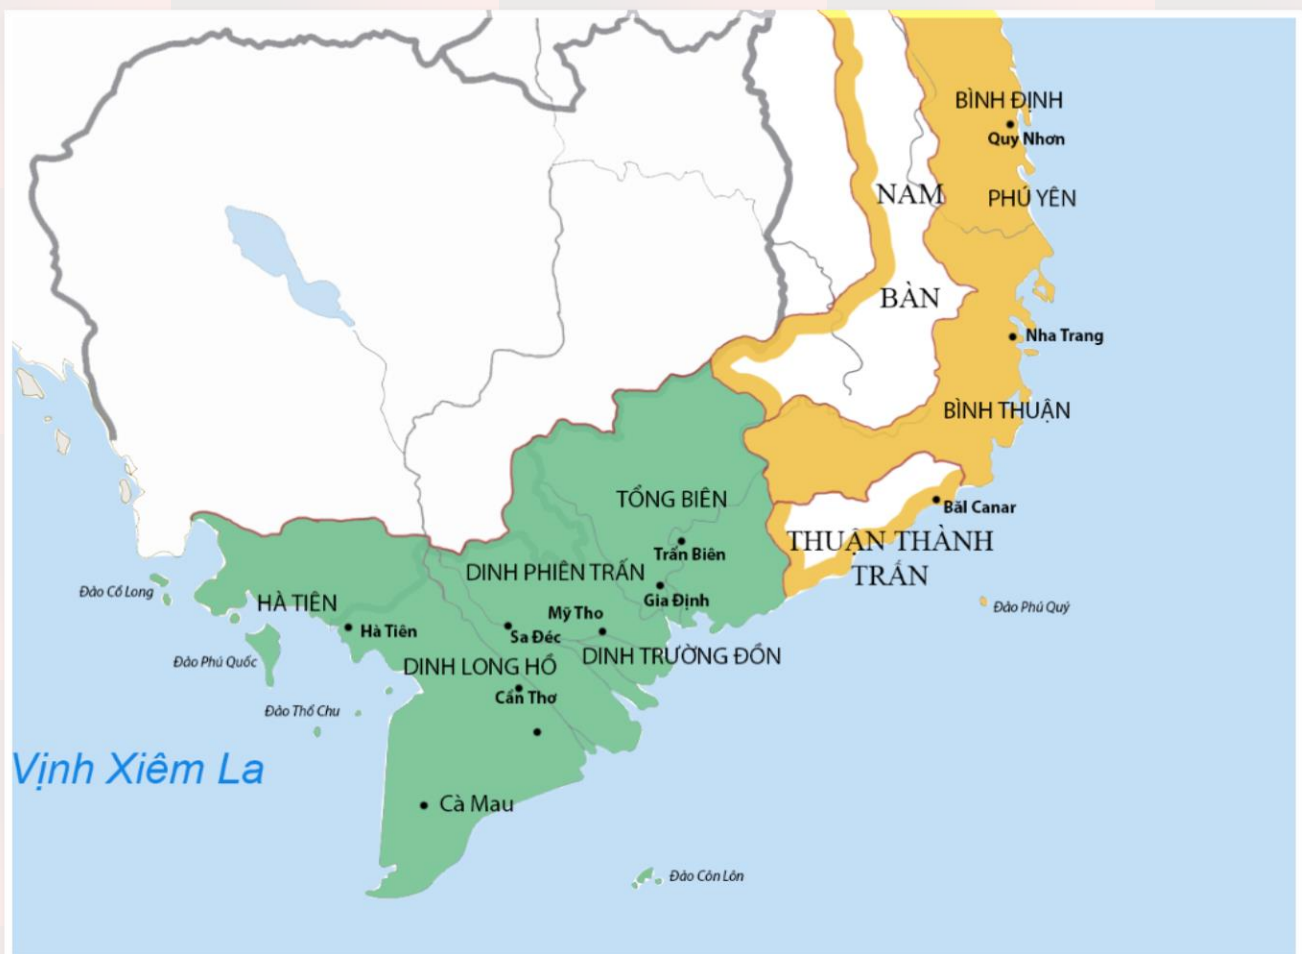 BÌNH ĐỊNH
Quy Nhơn
NAM
PHÚ YÊN
BÀN
Nha Trang
BÌNH THUẬN
TỔNG BIÊN
Băl Canar
Trấn Biên
THUẬN THÀNH
TRẤN
DINH PHIÊN TRẤN
Đảo Cổ Long
HÀ TIÊN
Gia Định
Đảo Phú Quý
Mỹ Tho
Hà Tiên
Sa Đéc
Đảo Phú Quốc
DINH LONG HỒ
DINH TRƯỜNG ĐỒN
Cần Thơ
Đảo Thổ Chu
Vịnh Xiêm La
Cà Mau
Đảo Côn Lôn